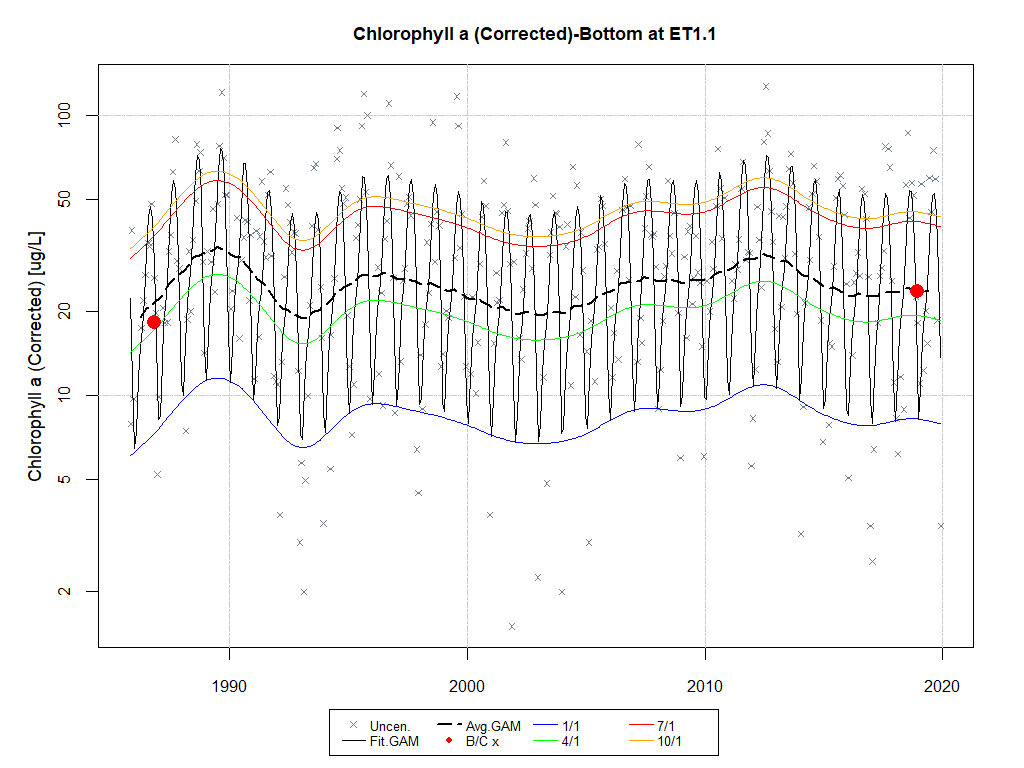 Chlorophyll a (Corrected)-Bottom at ET1.1
Chlorophyll a (Corrected) [ug/L]
100
50
20
10
5
2
1990 2000 2010 2020
Uncen. Avg.GAM 1/1 7/1
Fit.GAM B/C x 4/1 10/1